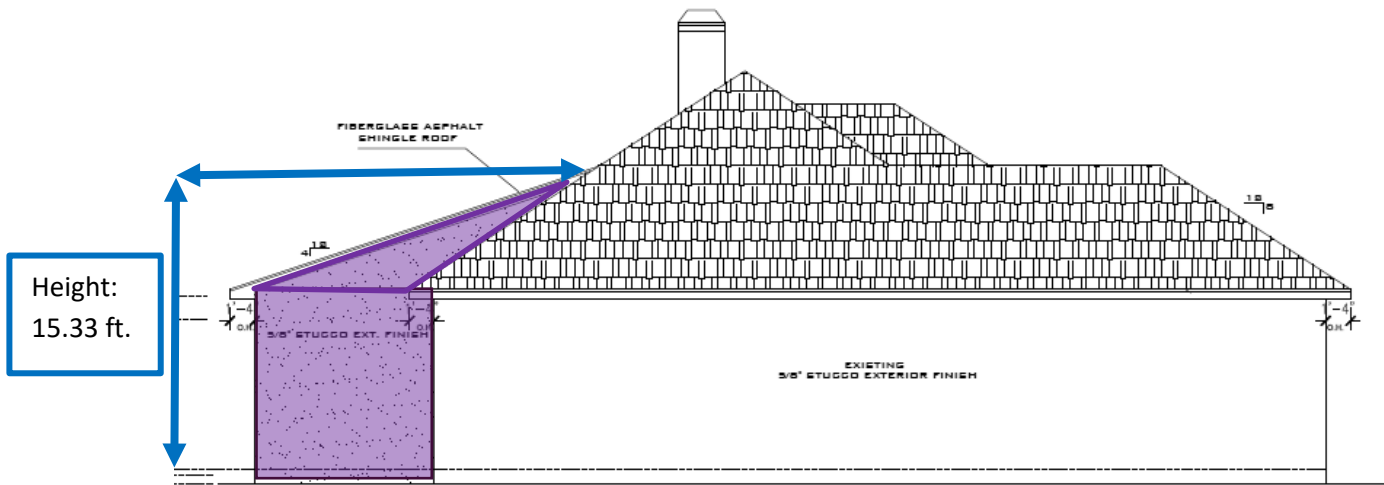 FIBERGLASS ASPHALT
SHINGLE ROOF
12
4
12
8
Height:
15.33 ft.
1'-4"
O.H.
1'-4"
O.H.
1'-4"
O.H.
5/8" STUCCO EXT. FINISH
EXISTING
5/8" STUCCO EXTERIOR FINISH